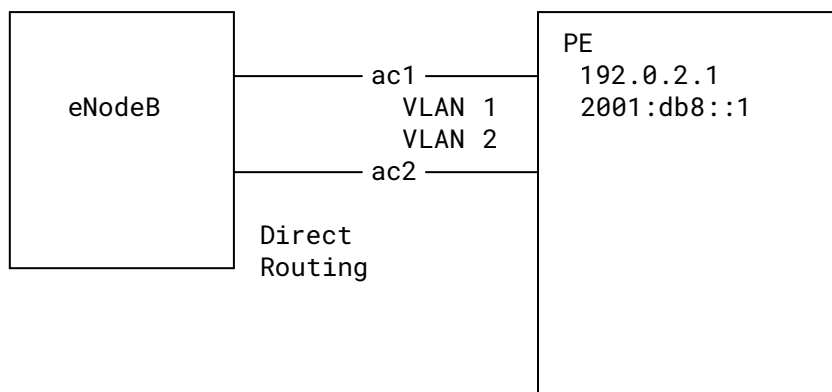 PE
192.0.2.1
ac1
eNodeB
VLAN 1
2001:db8::1
VLAN 2
ac2
Direct
Routing